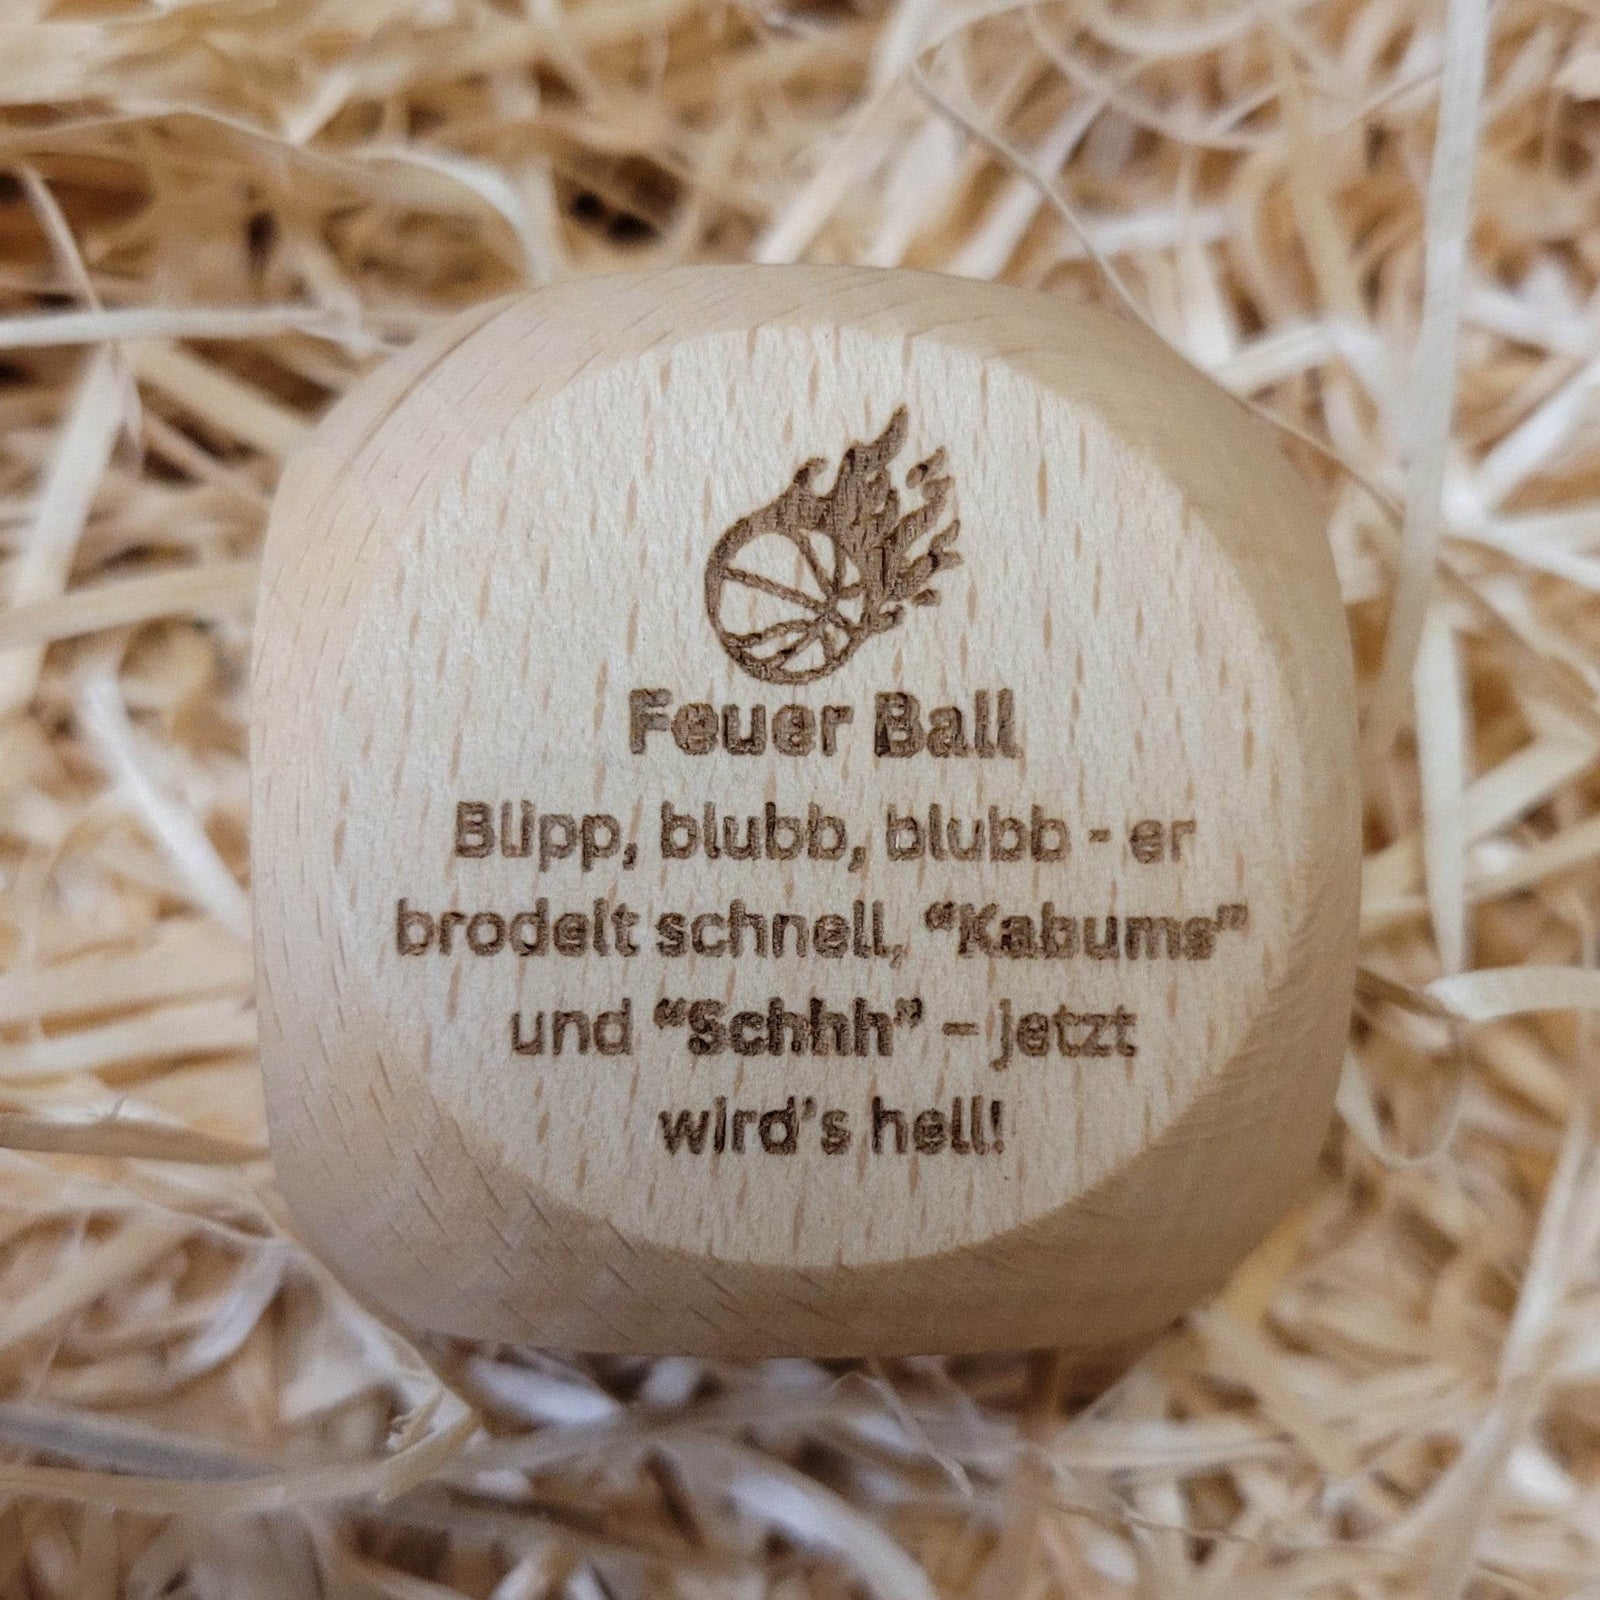 Feuer Ball
Blipp, blubb, blubb - er
brodelt schnell, “Kabums”
und “Schhh” – jetzt
wird’s hell!